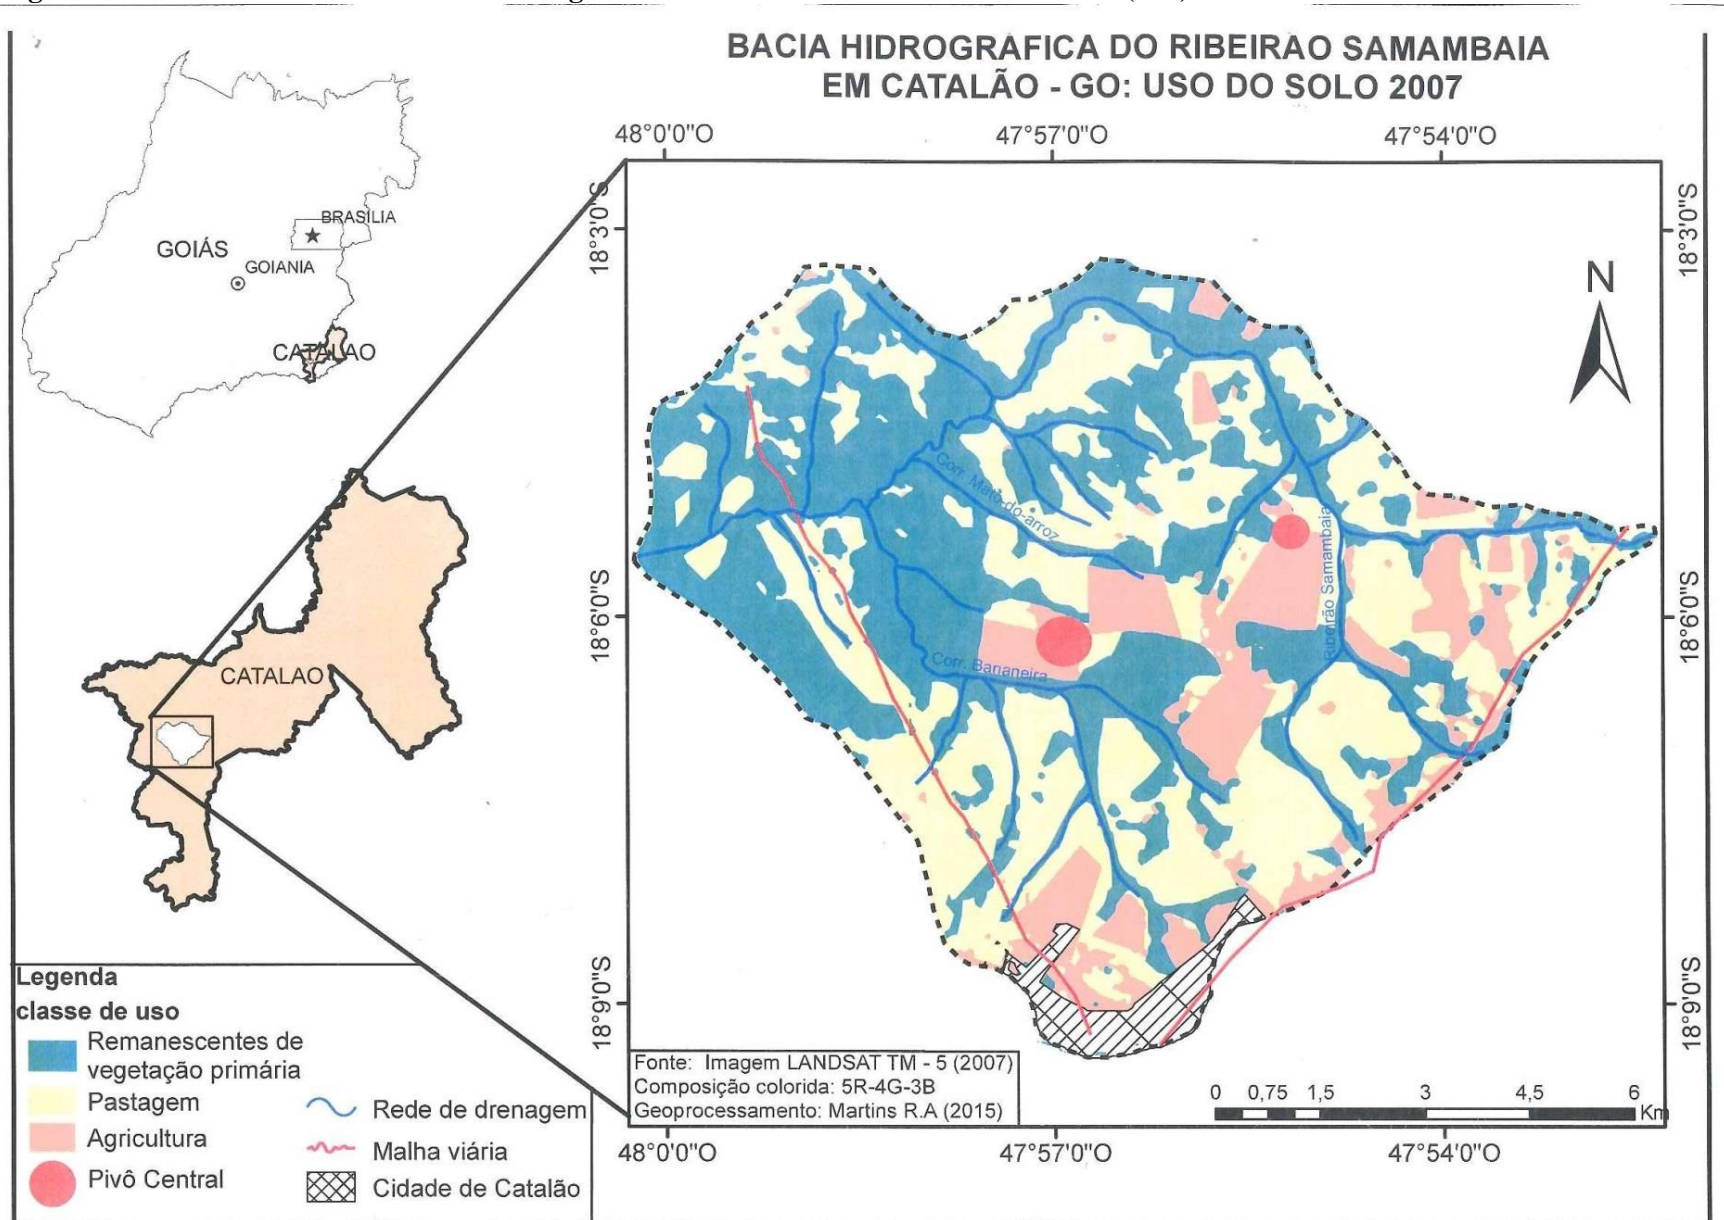 BACIA HIDROGRAFICA DO RIBEIRAO SAMAMBAIA
EM CATALÃO - GO: USO DO SOLO 2007
48°0'0"O
47°57'0"O
47°54'0"O
18°3'0"S
18°3'0"S
N
BRASILIA
GOIÁS
GOIANIA
CATALAO
Corr. Mato-do-arroz
Ribeirão Samambaia
18°6'0"S
18°6'0"S
Corr. Bananeira
CATALAO
18°9'0"S
18°9'0"S
Legenda
classe de uso
Remanescentes de
vegetação primária
Pastagem
Agricultura
Pivô Central
Rede de drenagem
Malha viária
Cidade de Catalão
Fonte: Imagem LANDSAT TM - 5 (2007)
Composição colorida: 5R-4G-3B
Geoprocessamento: Martins R.A (2015)
0 0,75 1,5 3 4,5 6
Km
48°0'0"O
47°57'0"O
47°54'0"O